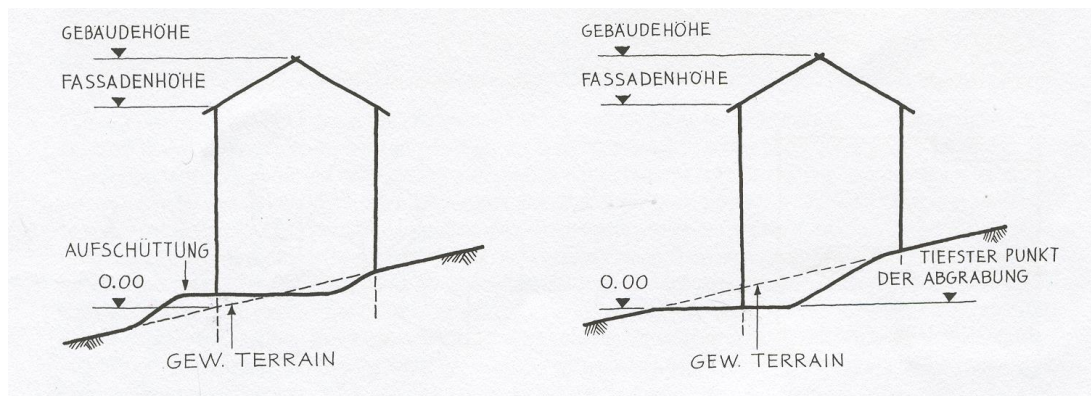 GEBÄUDEHÖHE
FASSADENHÖHE
AUFSCHÜTTUNG
0.00
GEW. TERRAIN
GEBÄUDEHÖHE
FASSADENHÖHE
TIEFSTER PUNKT
DER ABGRABUNG
0.00
GEW. TERRAIN